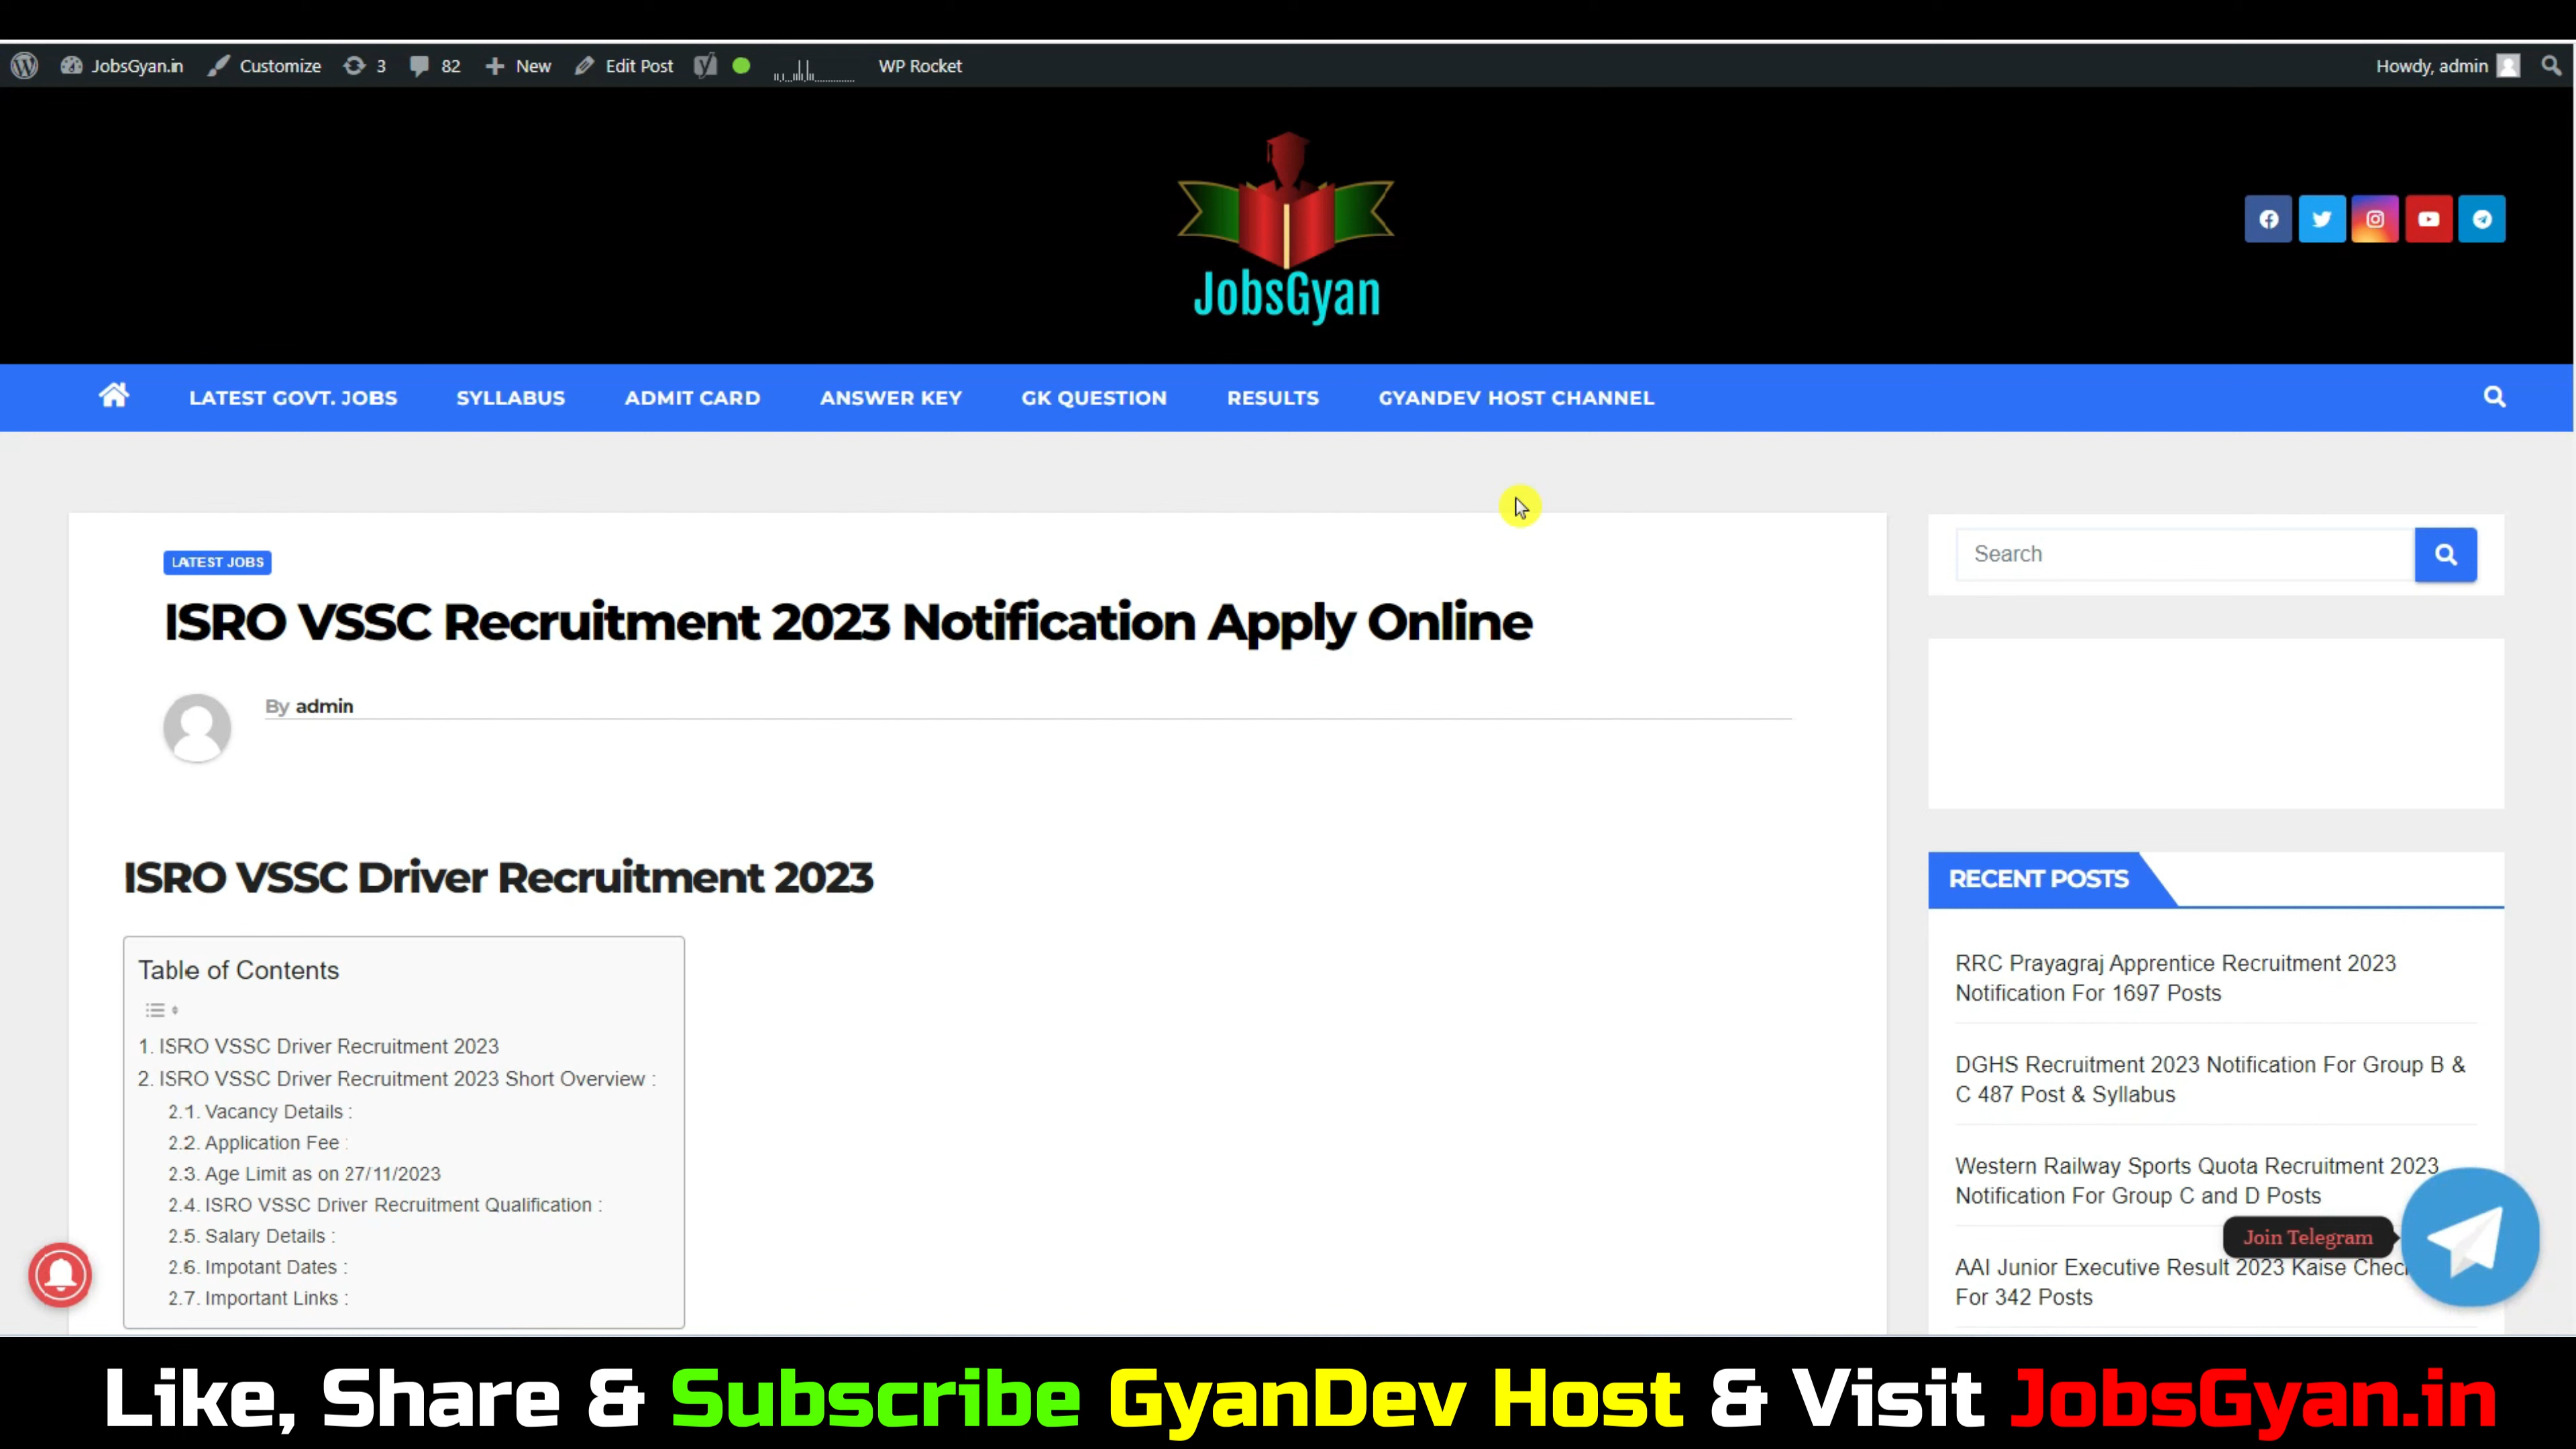 JobsGyan.in Customize 3 82 New Edit Post WP Rocket Howdy, admin
JobsGyan
LATEST GOVT. JOBS SYLLABUS ADMIT CARD ANSWER KEY GK QUESTION RESULTS GYANDEV HOST CHANNEL
LATEST JOBS
ISRO VSSC Recruitment 2023 Notification Apply Online
By admin
ISRO VSSC Driver Recruitment 2023
Table of Contents
1. ISRO VSSC Driver Recruitment 2023
2. ISRO VSSC Driver Recruitment 2023 Short Overview :
2.1. Vacancy Details :
2.2. Application Fee :
2.3. Age Limit as on 27/11/2023
2.4. ISRO VSSC Driver Recruitment Qualification :
2.5. Salary Details :
2.6. Impotant Dates :
2.7. Important Links :
Search
RECENT POSTS
RRC Prayagraj Apprentice Recruitment 2023
Notification For 1697 Posts
DGHS Recruitment 2023 Notification For Group B &
C 487 Post & Syllabus
Western Railway Sports Quota Recruitment 2023
Notification For Group C and D Posts
Join Telegram
AAI Junior Executive Result 2023 Kaise Chec
For 342 Posts
Like, Share & Subscribe GyanDev Host & Visit JobsGyan.in